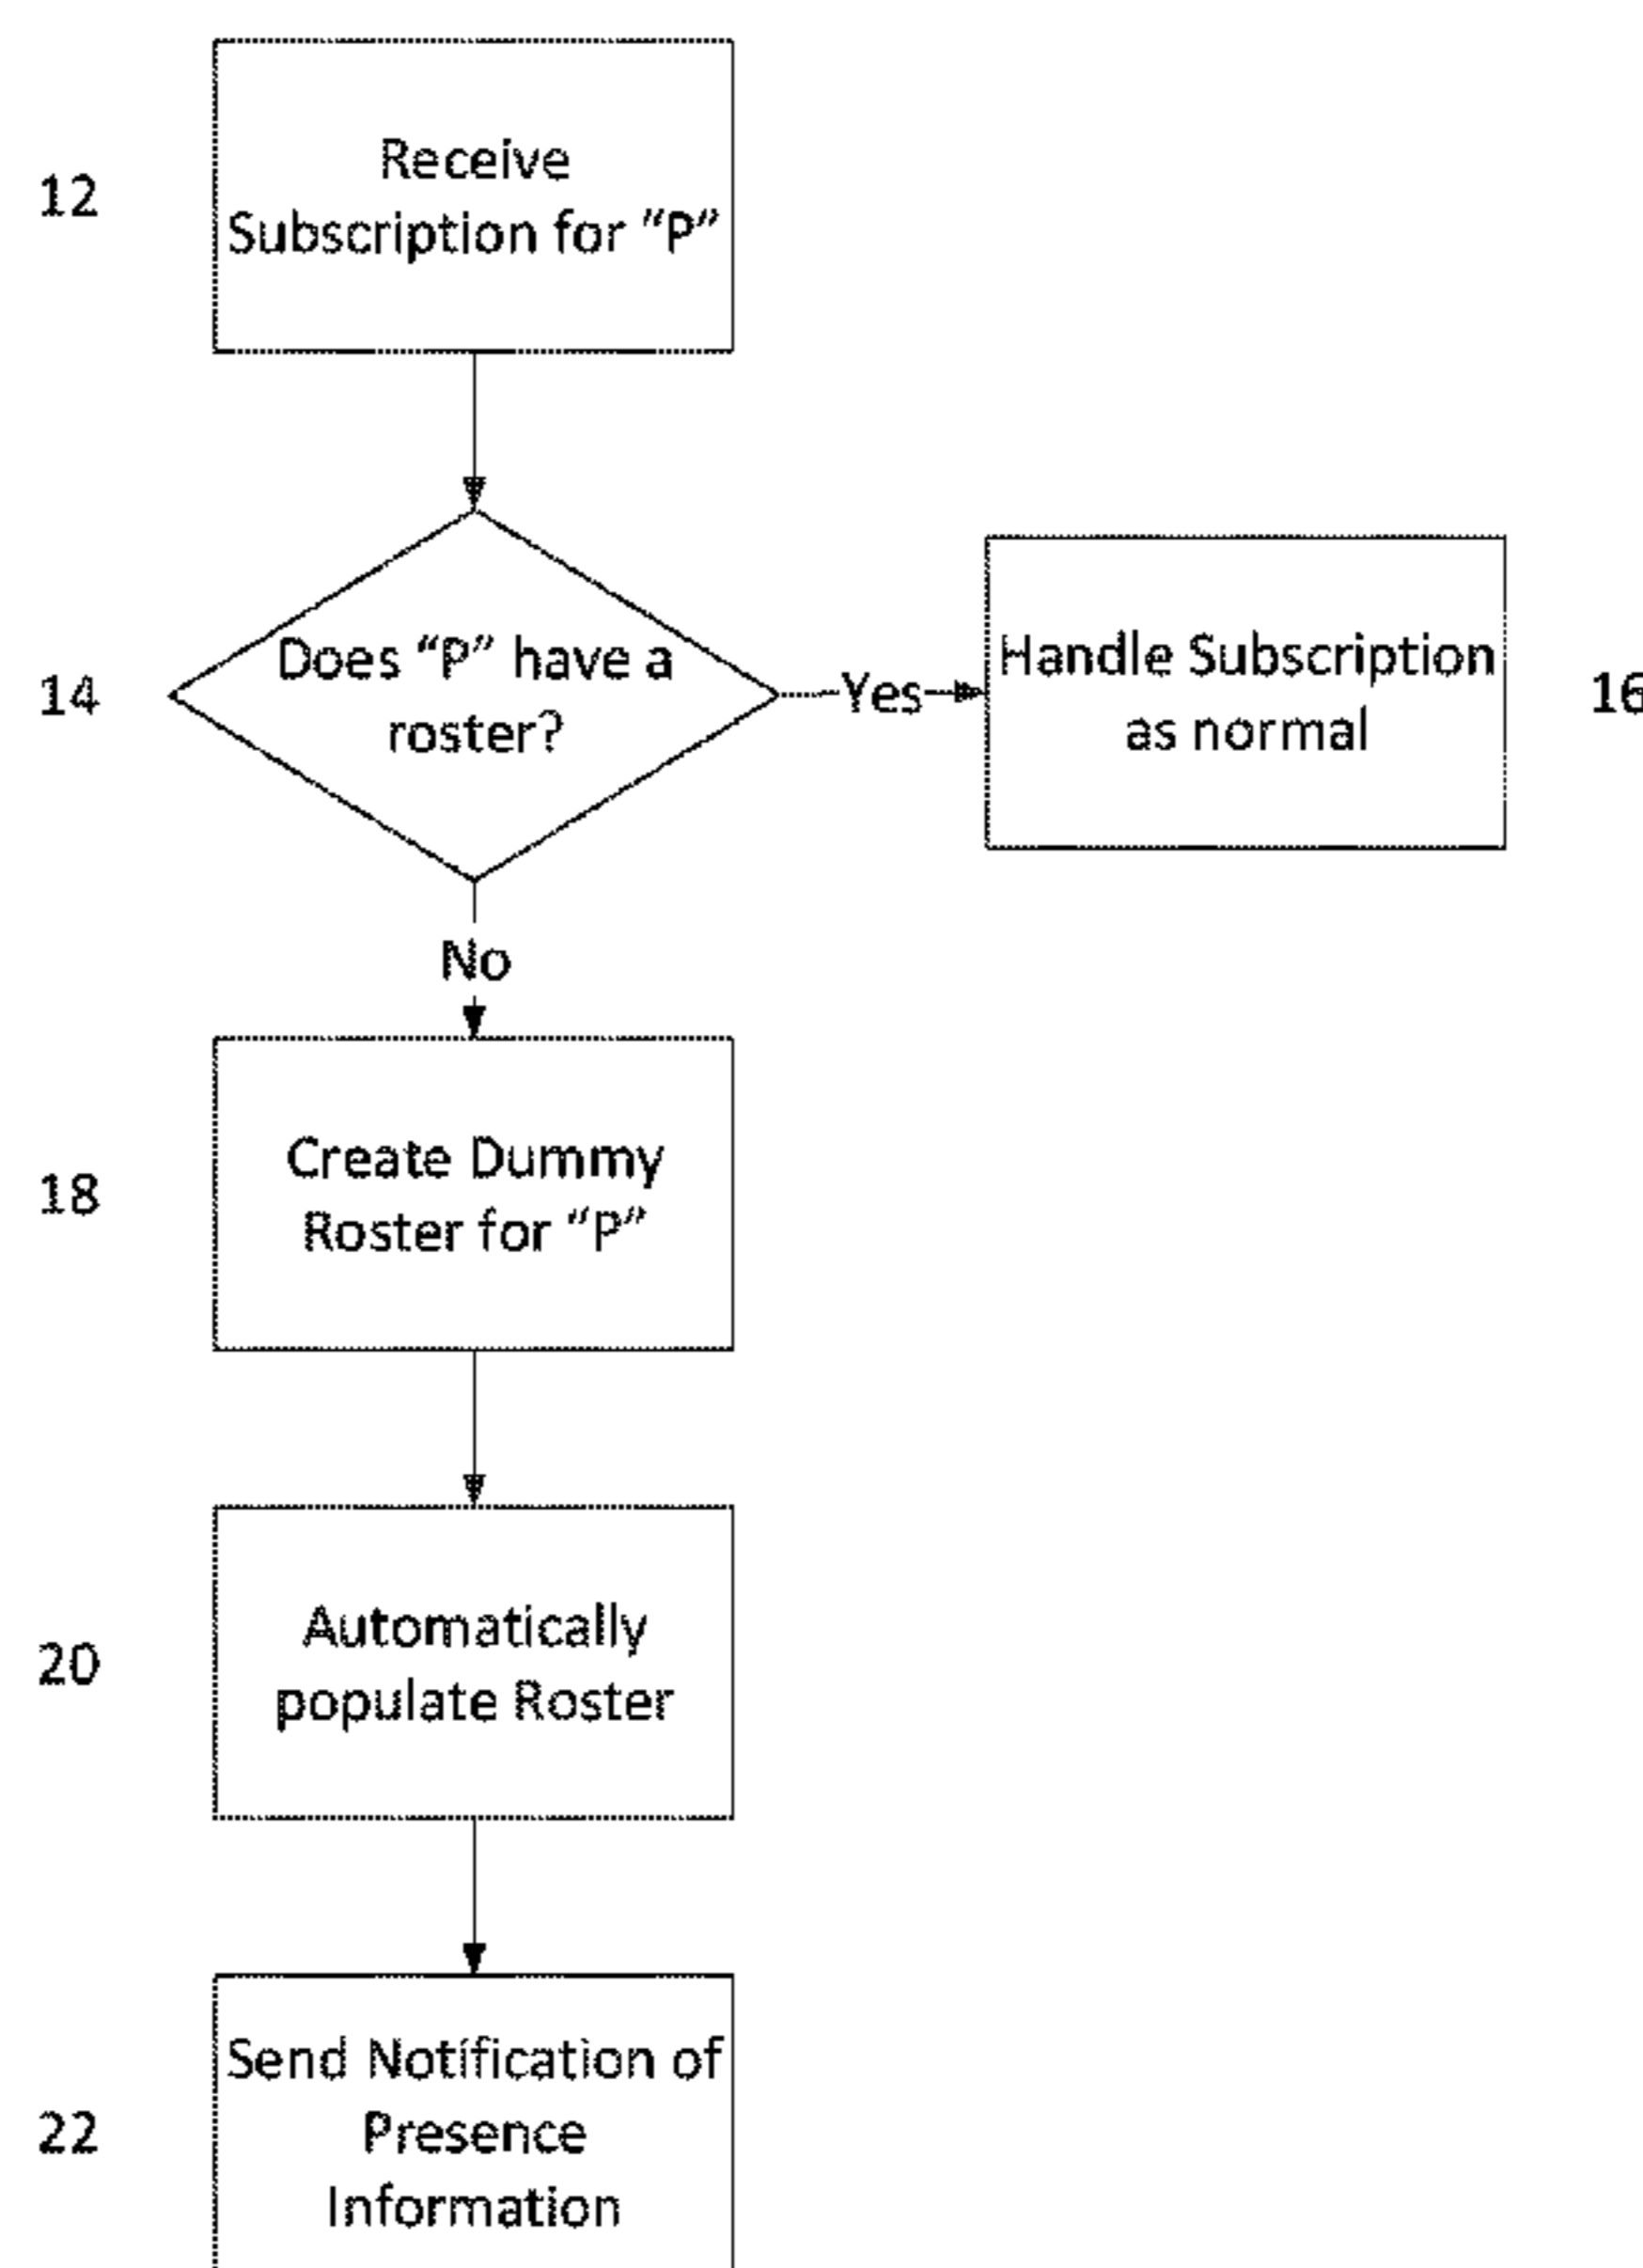 12
Receive
Subscription for “P”
14
Does “P” have a
roster?
Yes
Handle Subscription
as normal
16
No
18
Create Dummy
Roster for “P”
20
Automatically
populate Roster
22
Send Notification of
Presence
Information